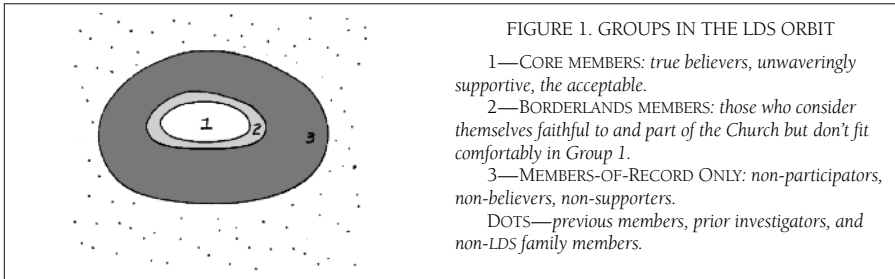 1
2
3
FIGURE 1. GROUPS IN THE LDS ORBIT
1—CORE MEMBERS: true believers, unwaveringly
supportive, the acceptable.
2—BORDERLANDS MEMBERS: those who consider
themselves faithful to and part of the Church but don't fit
comfortably in Group 1.
3—MEMBERS-OF-RECORD ONLY: non-participators,
non-believers, non-supporters.
DOTS—previous members, prior investigators, and
non-LDS family members.